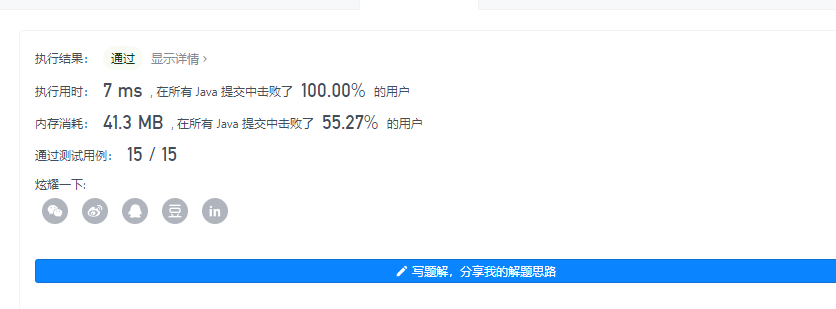 执行结果： 通过 显示详情 ›
执行用时： 7 ms , 在所有 Java 提交中击败了 100.00% 的用户
内存消耗： 41.3 MB , 在所有 Java 提交中击败了 55.27% 的用户
通过测试用例： 15 / 15
炫耀一下:
豆 in
写题解，分享我的解题思路